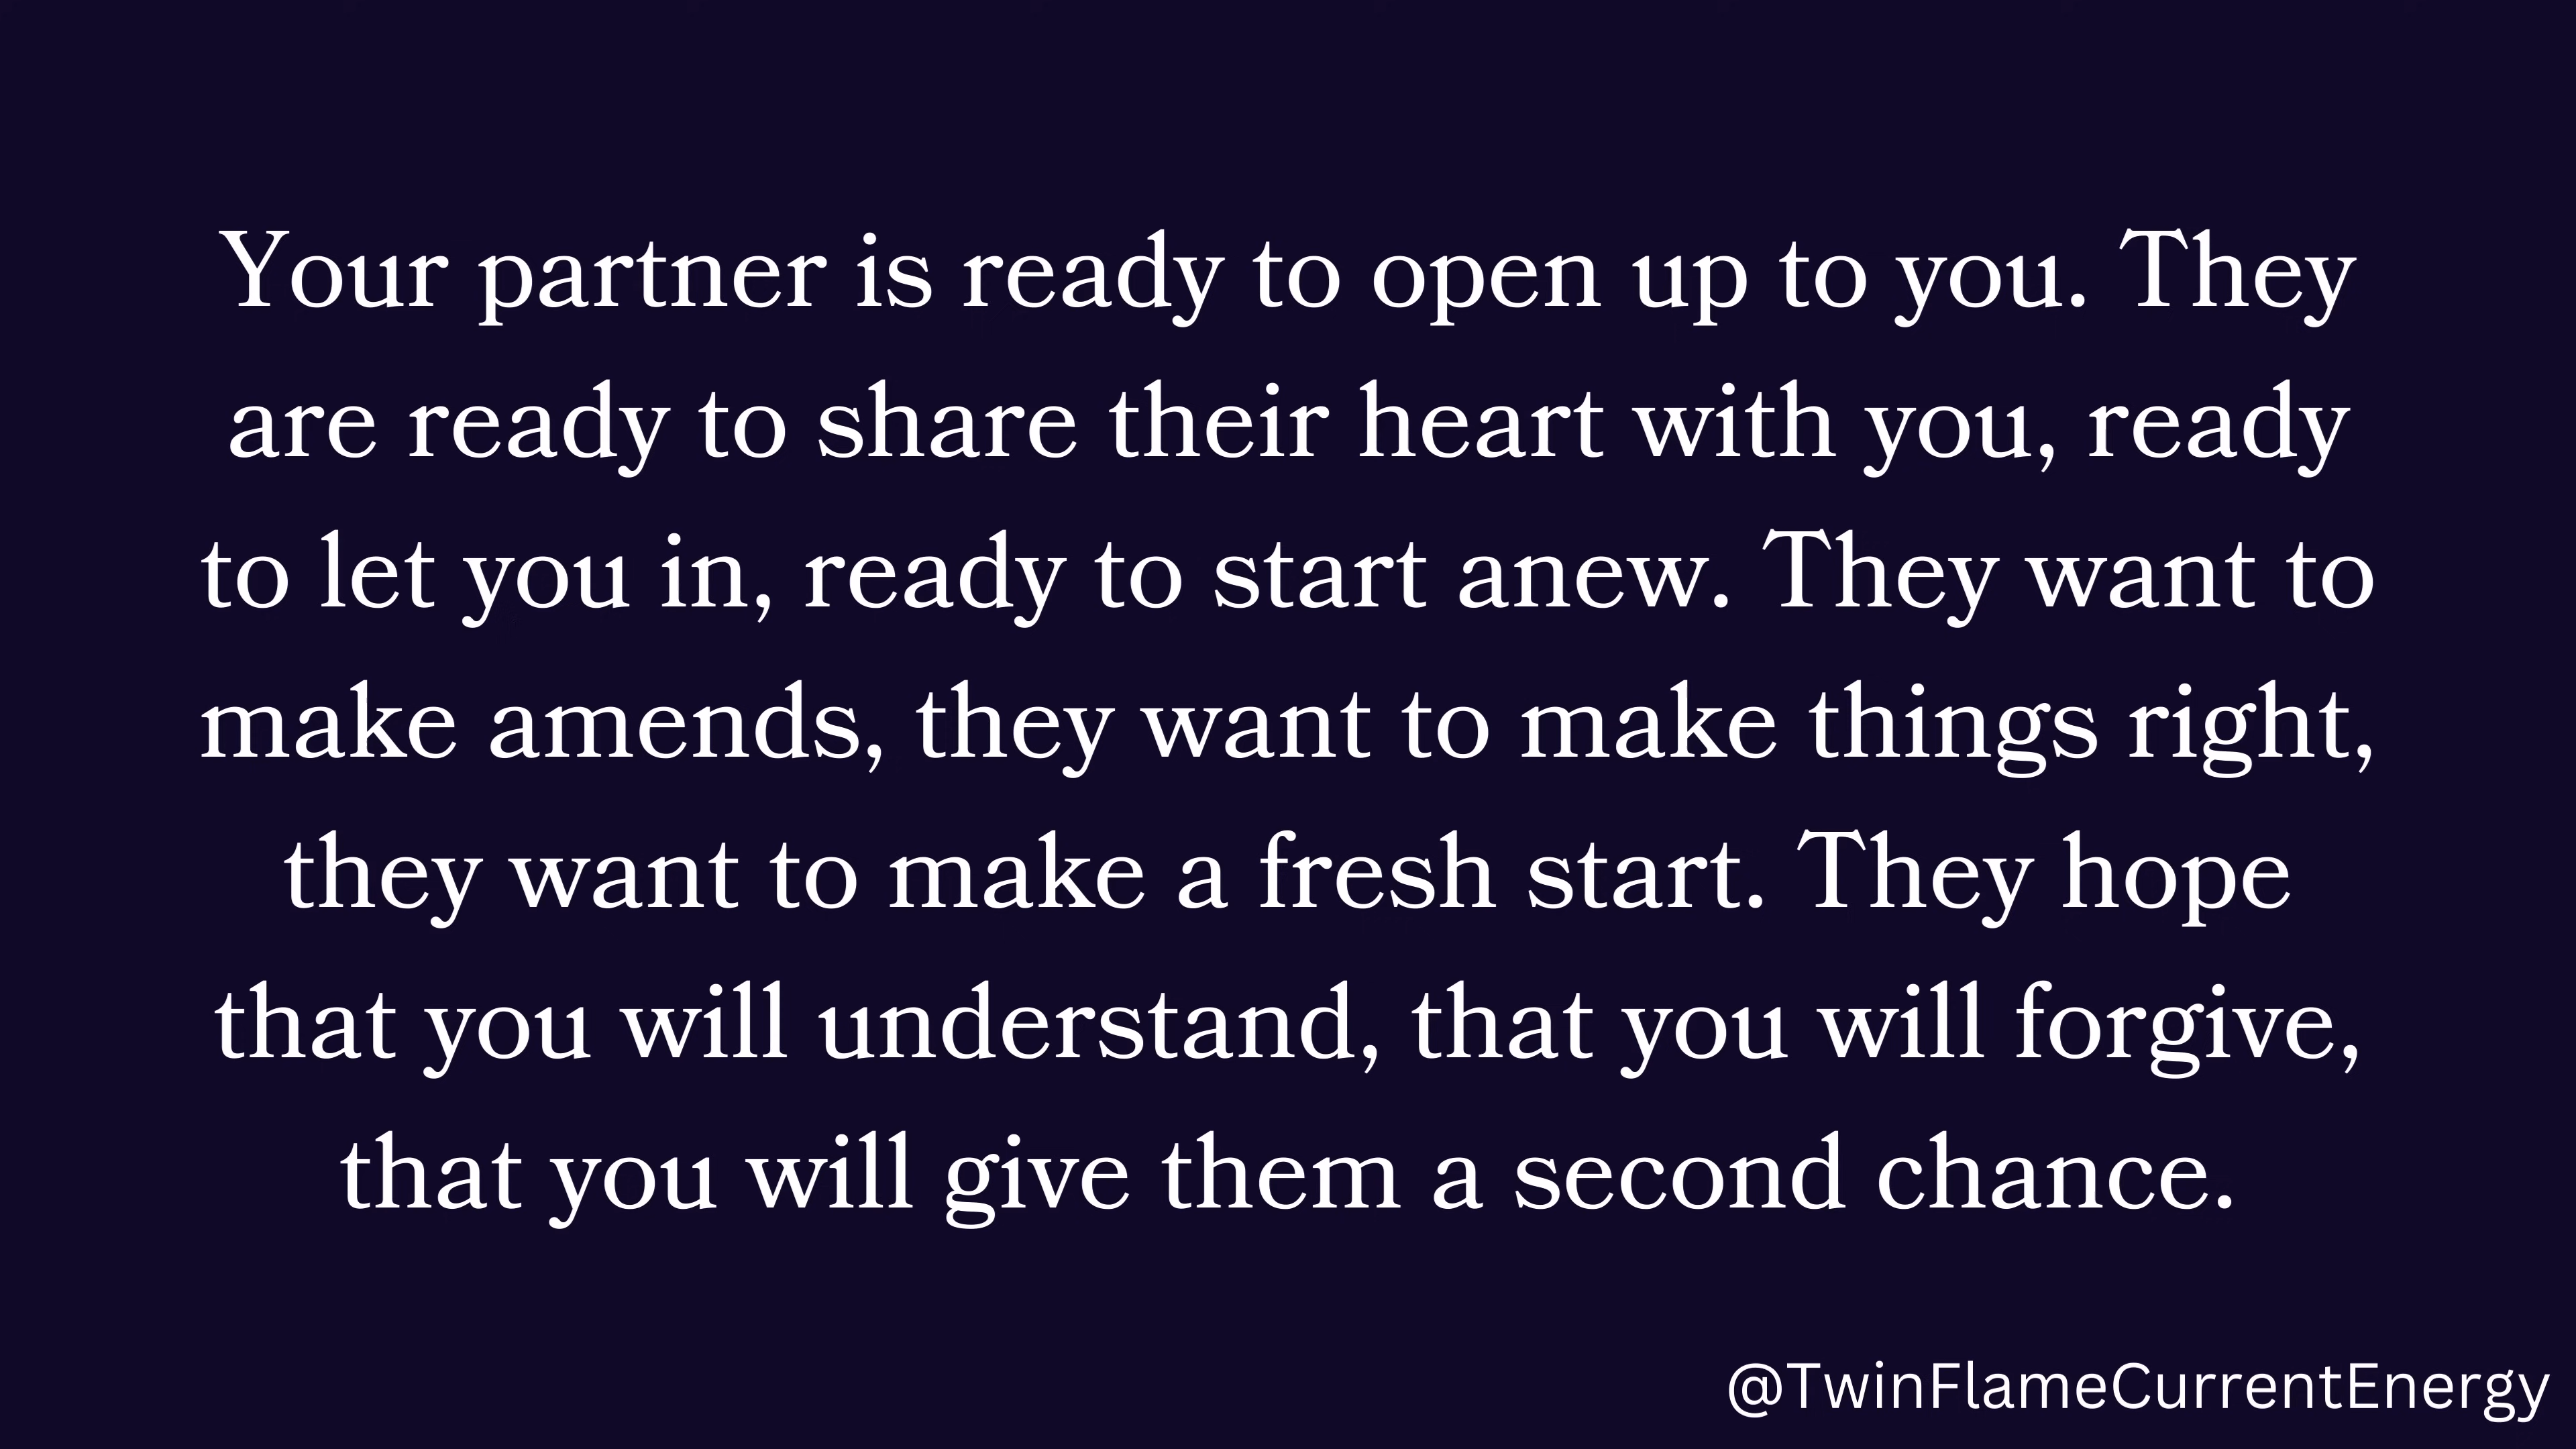 Your partner is ready to open up to you. They
are ready to share their heart with you, ready
to let you in, ready to start anew. They want to
make amends, they want to make things right,
they want to make a fresh start. They hope
that you will understand, that you will forgive,
that you will give them a second chance.
@TwinFlameCurrentEnergy